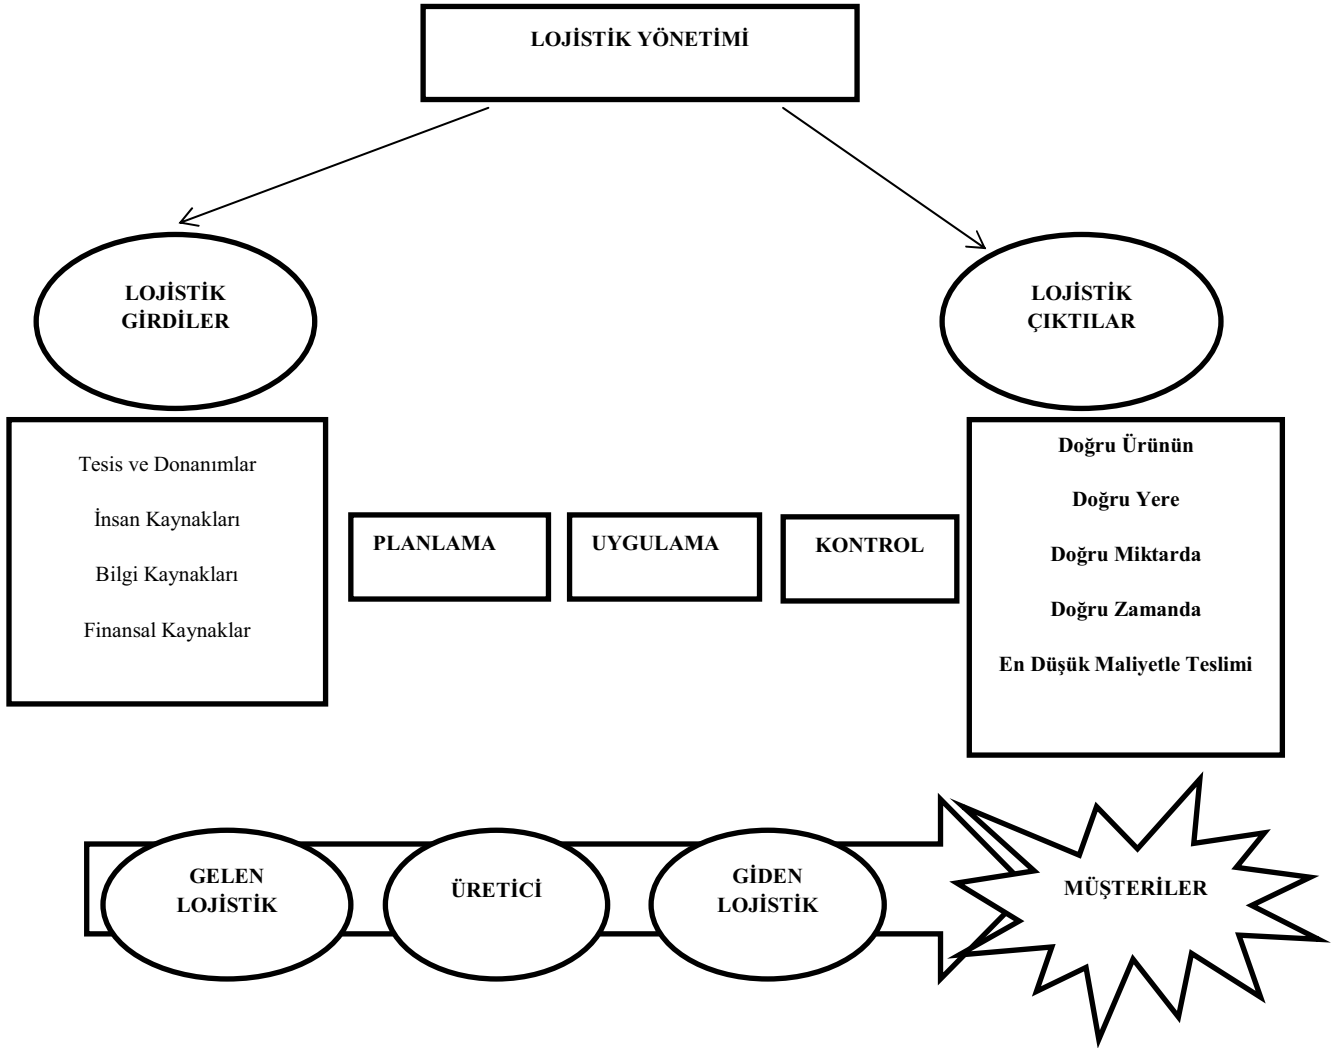 LOJİSTİK YÖNETİMİ
LOJİSTİK
GİRDİLER
LOJİSTİK
ÇIKTILAR
Tesis ve Donanımlar
İnsan Kaynakları
Bilgi Kaynakları
Finansal Kaynaklar
PLANLAMA
UYGULAMA
KONTROL
Doğru Ürünün
Doğru Yere
Doğru Miktarda
Doğru Zamanda
En Düşük Maliyetle Teslimi
GELEN
LOJİSTİK
ÜRETİCİ
GİDEN
LOJİSTİK
MÜŞTERİLER